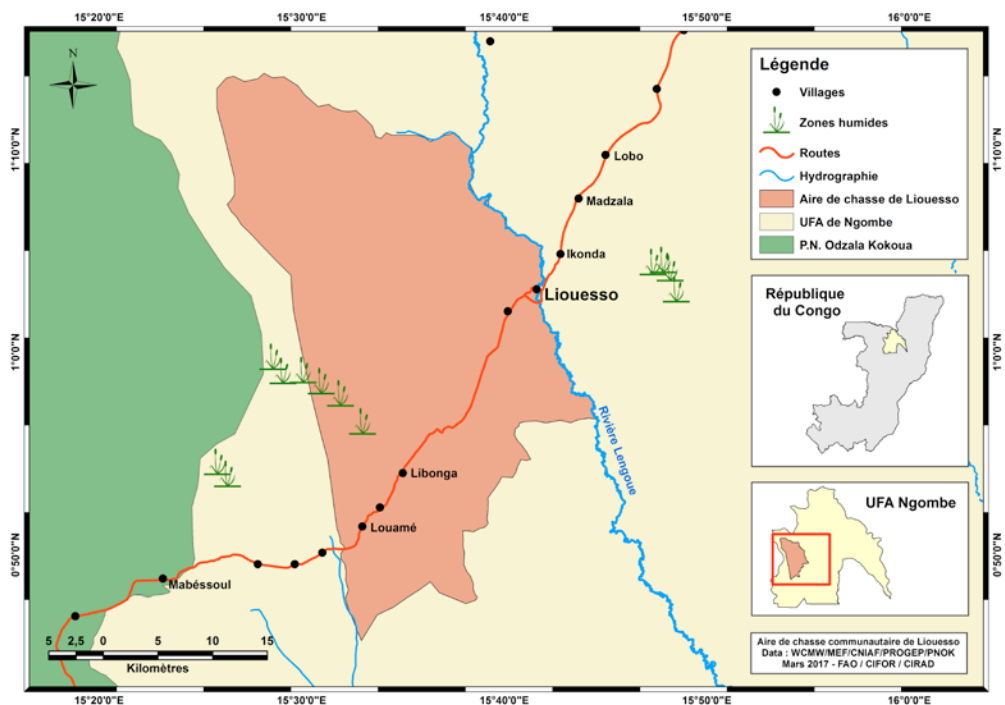 15°20'0"E 15°30'0"E 15°40'0"E 15°50'0"E 16°0'0"E
N
1°10'0"N
1°0'0"N
0°50'0"N
Lobo
Madzala
Ikonda
Liouesso
Rivière Lengoue
Libonga
Louamé
Mabéssoul
5 2,5 0 5 10 15
Kilomètres
Légende
Villages
Zones humides
Routes
Hydrographie
Aire de chasse de Liouesso
UFA de Ngombe
P.N. Odzala Kokoua
République
du Congo
UFA Ngombe
Aire de chasse communautaire de Liouesso
Data : WCMW/MEF/CNIAF/PROGEP/PNOK
Mars 2017 - FAO / CIFOR / CIRAD
1°10'0"N
1°0'0"N
0°50'0"N
15°20'0"E 15°30'0"E 15°40'0"E 15°50'0"E 16°0'0"E